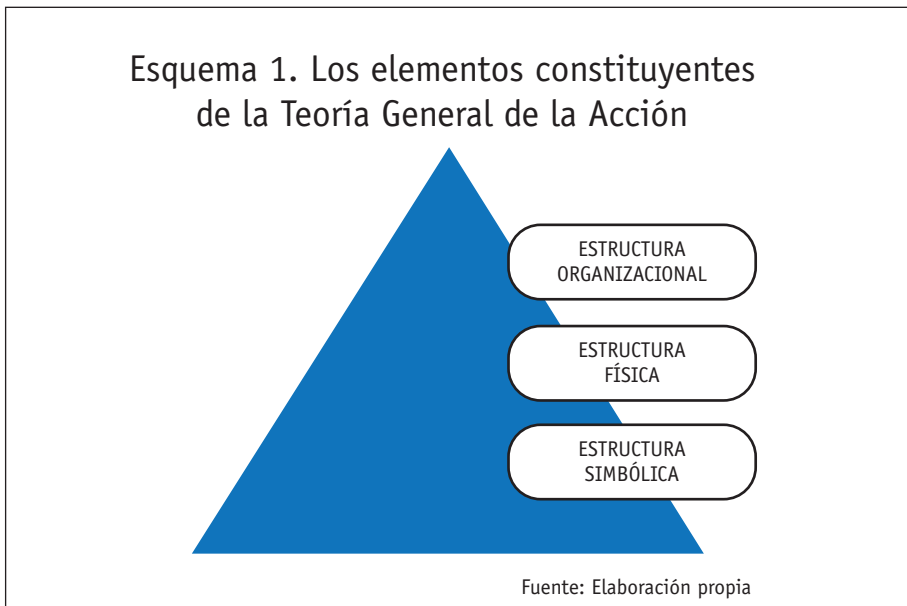 Esquema 1. Los elementos constituyentes
de la Teoría General de la Acción
ESTRUCTURA
ORGANIZACIONAL
ESTRUCTURA
FÍSICA
ESTRUCTURA
SIMBÓLICA
Fuente: Elaboración propia